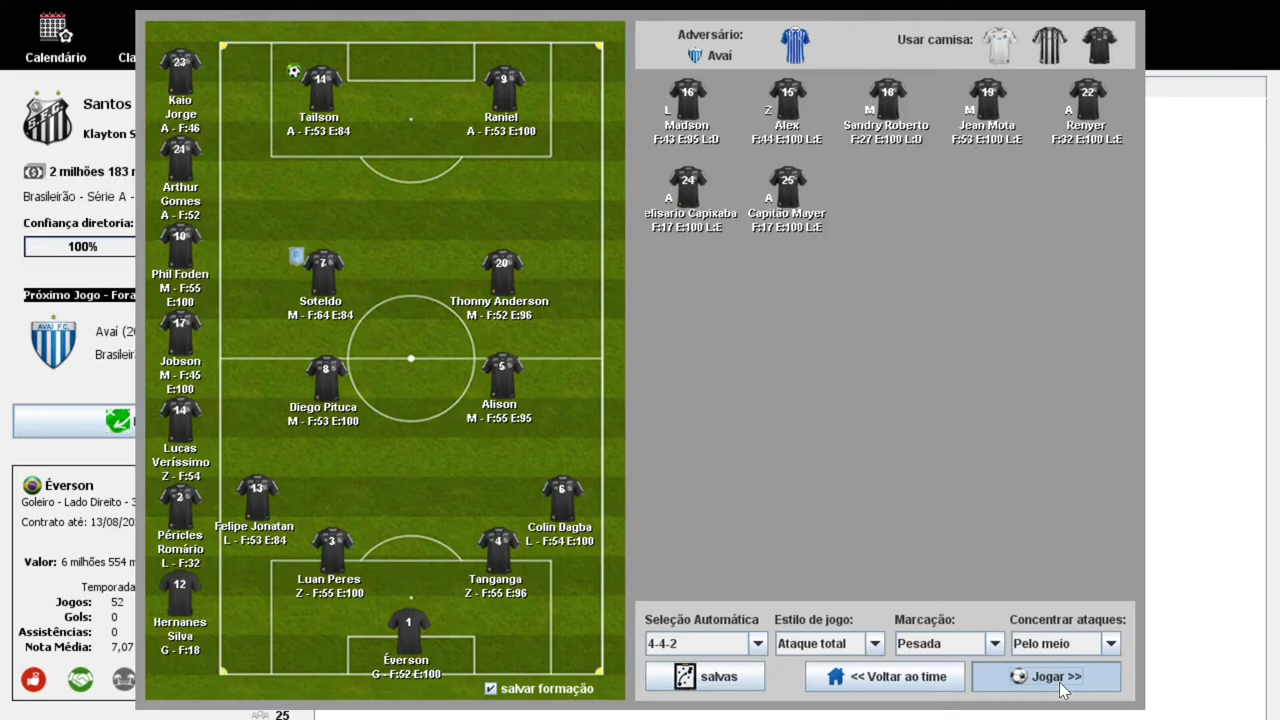 Calendário
Cla
Santos
Klayton S
2 milhões 183 m
Brasileirão - Série A -
Confiança diretoria:
100%
Próximo Jogo - Fora
AVAÍ F.C.
Avaí (20
Brasileir
Éverson
Goleiro - Lado Direito - 3
Contrato até: 13/08/20
Valor: 6 milhões 554 m
Temporada
Jogos: 52
Gols: 0
Assistências: 0
Nota Média: 7,07
25
23
Kaio
Jorge
A - F:46
21
Arthur
Gomes
A - F:52
10
Phil Foden
M - F:55
E:100
17
Jobson
M - F:45
E:100
14
Lucas
Veríssimo
Z - F:54
2
Péricles
Romário
L - F:32
12
Hernanes
Silva
G - F:18
11
Tailson
A - F:53 E:84
9
Raniel
A - F:53 E:100
7
Soteldo
M - F:64 E:84
20
Thonny Anderson
M - F:52 E:96
8
Diego Pituca
M - F:53 E:100
5
Alison
M - F:55 E:95
13
Felipe Jonatan
L - F:53 E:84
6
Colin Dagba
L - F:54 E:100
3
Luan Peres
Z - F:55 E:100
4
Tanganga
Z - F:55 E:96
1
Éverson
G - F:52 E:100
salvar formação
Adversário:
Avaí
Usar camisa:
16
L
Madson
F:43 E:95 L:D
15
Z
Alex
F:44 E:100 L:E
18
M
Sandry Roberto
F:27 E:100 L:D
19
M
Jean Mota
F:53 E:100 L:E
22
A
Renyer
F:32 E:100 L:E
24
A
elisario Capixaba
F:17 E:100 L:E
25
A
Capitão Mayer
F:17 E:100 L:E
Seleção Automática
4-4-2
Estilo de jogo:
Ataque total
Marcação:
Pesada
Concentrar ataques:
Pelo meio
salvas
<< Voltar ao time
Jogar >>